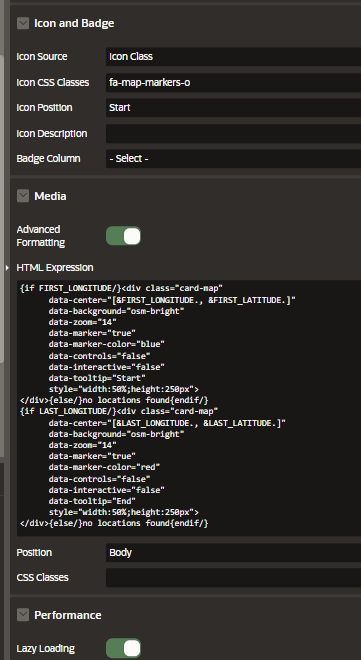 Icon and Badge
Icon Source Icon Class
Icon CSS Classes fa-map-markers-o
Icon Position Start
Icon Description
Badge Column - Select -
Media
Advanced
Formatting
HTML Expression
{if FIRST_LONGITUDE/}<div class="card-map"
data-center="[&FIRST_LONGITUDE., &FIRST_LATITUDE.]"
data-background="osm-bright"
data-zoom="14"
data-marker="true"
data-marker-color="blue"
data-controls="false"
data-interactive="false"
data-tooltip="Start"
style="width:50%;height:250px">
</div>{else/}no locations found{endif/}
{if LAST_LONGITUDE/}<div class="card-map"
data-center="[&LAST_LONGITUDE., &LAST_LATITUDE.]"
data-background="osm-bright"
data-zoom="14"
data-marker="true"
data-marker-color="red"
data-controls="false"
data-interactive="false"
data-tooltip="End"
style="width:50%;height:250px">
</div>{else/}no locations found{endif/}
Position Body
CSS Classes
Performance
Lazy Loading